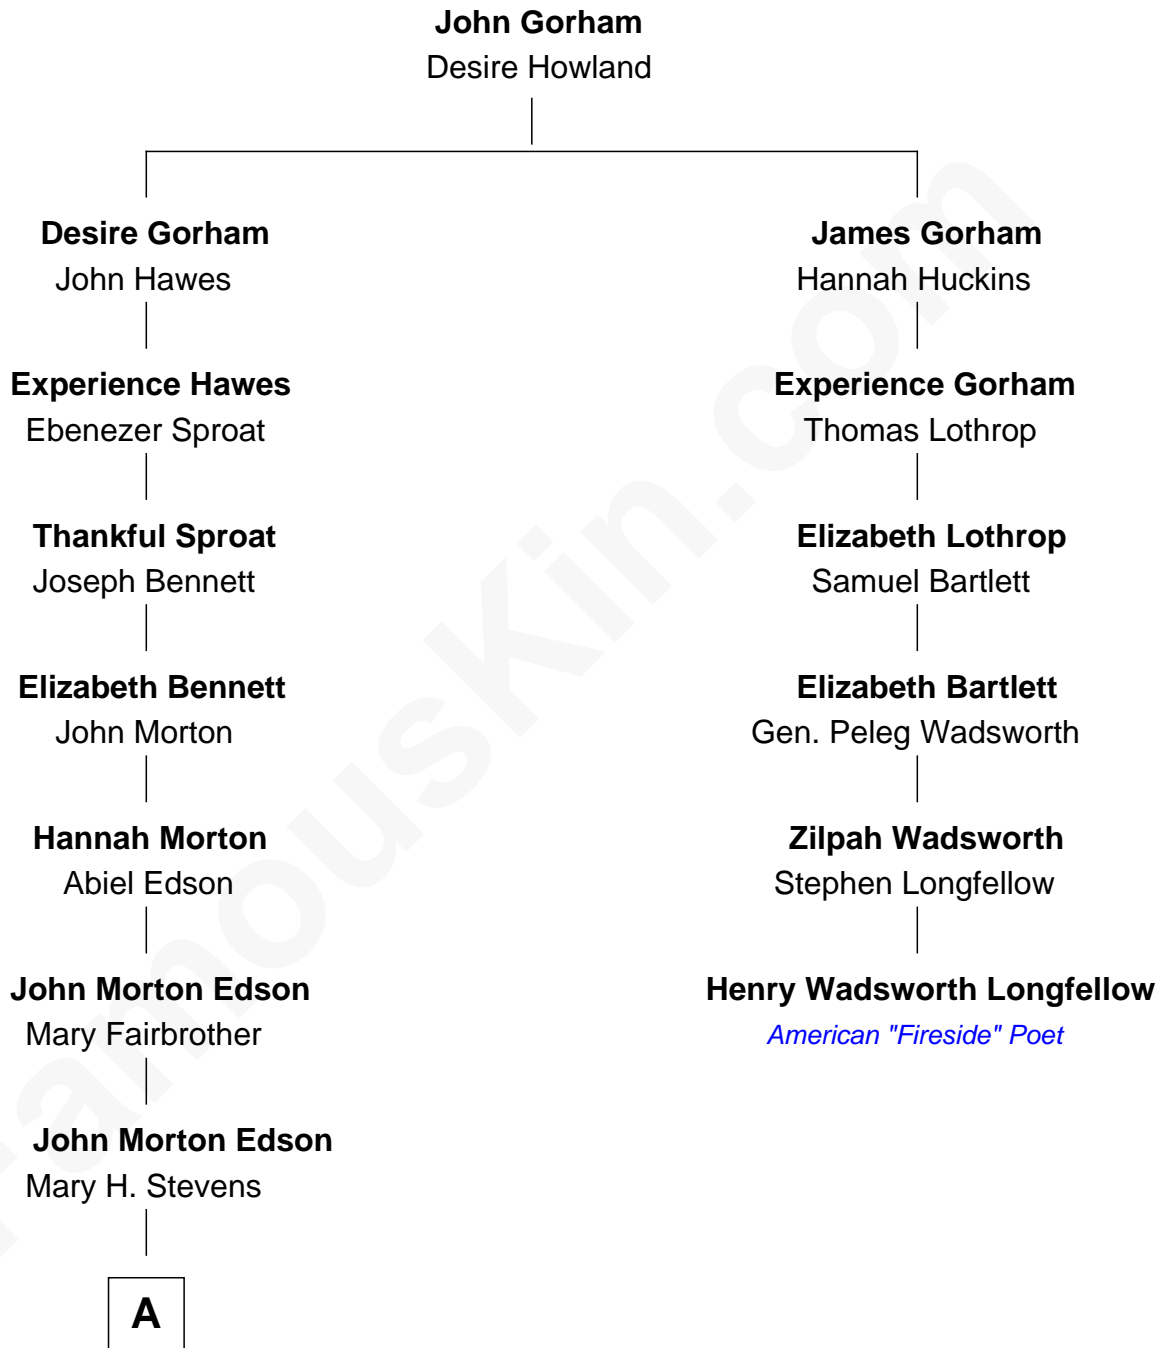 John Gorham
Desire Howland
Desire Gorham
John Hawes
James Gorham
Hannah Huckins
Experience Hawes
Ebenezer Sproat
Experience Gorham
Thomas Lothrop
Thankful Sproat
Joseph Bennett
Elizabeth Lothrop
Samuel Bartlett
Elizabeth Bennett
John Morton
Elizabeth Bartlett
Gen. Peleg Wadsworth
Hannah Morton
Abiel Edson
Zilpah Wadsworth
Stephen Longfellow
John Morton Edson
Mary Fairbrother
Henry Wadsworth Longfellow
American "Fireside" Poet
John Morton Edson
Mary H. Stevens
A
FamousKin.com